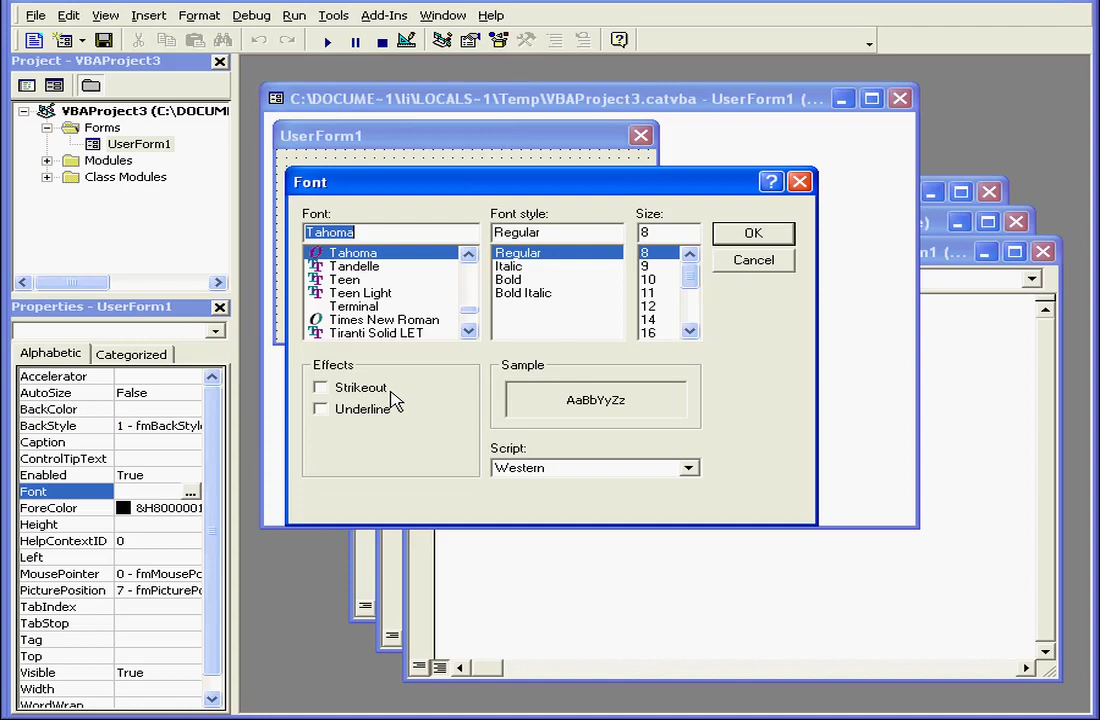 File Edit View Insert Format Debug Run Tools Add-Ins Window Help
Project - VBAProject3
VBAProject3 (C:\DOCUMI
Forms
UserForm1
Modules
Class Modules
Properties - UserForm1
Alphabetic Categorized
Accelerator
AutoSize False
BackColor
BackStyle 1 - fmBackStyl
Caption
ControlTipText
Enabled True
Font ...
ForeColor &H8000001
Height
HelpContextID 0
Left
MousePointer 0 - fmMousePc
PicturePosition 7 - fmPicturePc
TabIndex
TabStop
Tag
Top
Visible True
Width
WordWrap
C:\DOCUME~1\li\LOCALS~1\Temp\VBAProject3.catvba - UserForm1 (...
UserForm1
Font
Font: Font style: Size:
Tahoma Regular 8
OK
Cancel
Tahoma
Tandelle
Teen
Teen Light
Terminal
Times New Roman
Tiranti Solid LET
Regular
Italic
Bold
Bold Italic
8
9
10
11
12
14
16
Effects
Strikeout
Underline
Sample
AaBbYyZz
Script:
Western
)
n1 (...